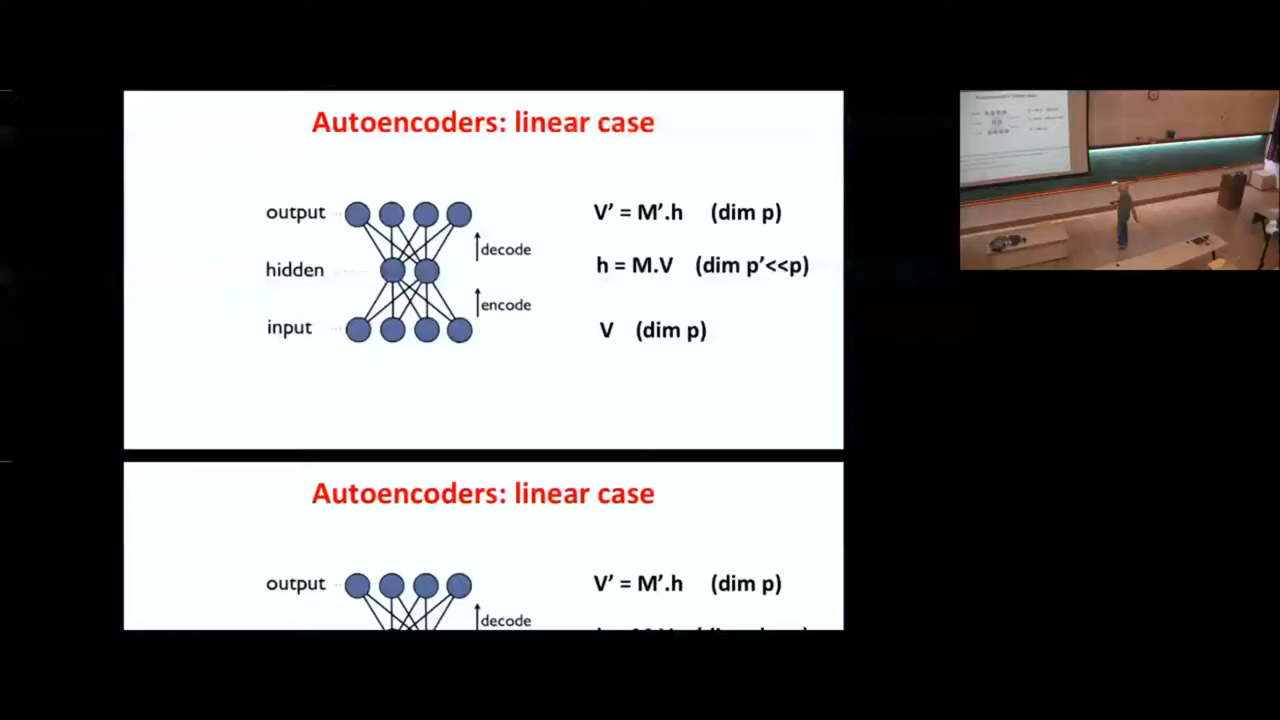 Autoencoders: linear case
output
V’ = M’.h (dim p)
decode
hidden
h = M.V (dim p’<<p)
encode
input
V (dim p)
Autoencoders: linear case
output
V’ = M’.h (dim p)
decode